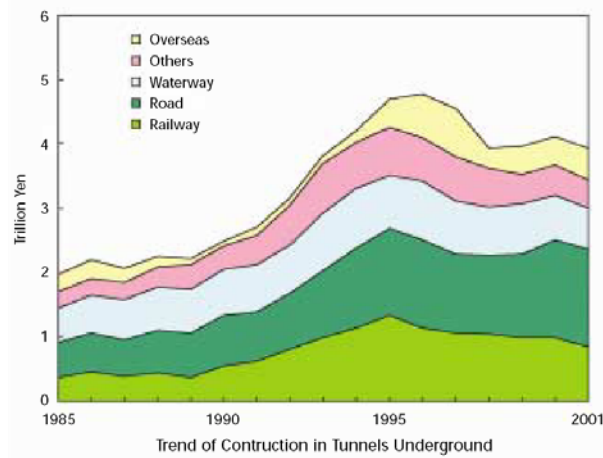 6
Overseas
Others
5
Waterway
Road
Railway
4
Trillion Yen
3
2
1
0
1985 1990 1995 2001
Trend of Contruction in Tunnels Underground